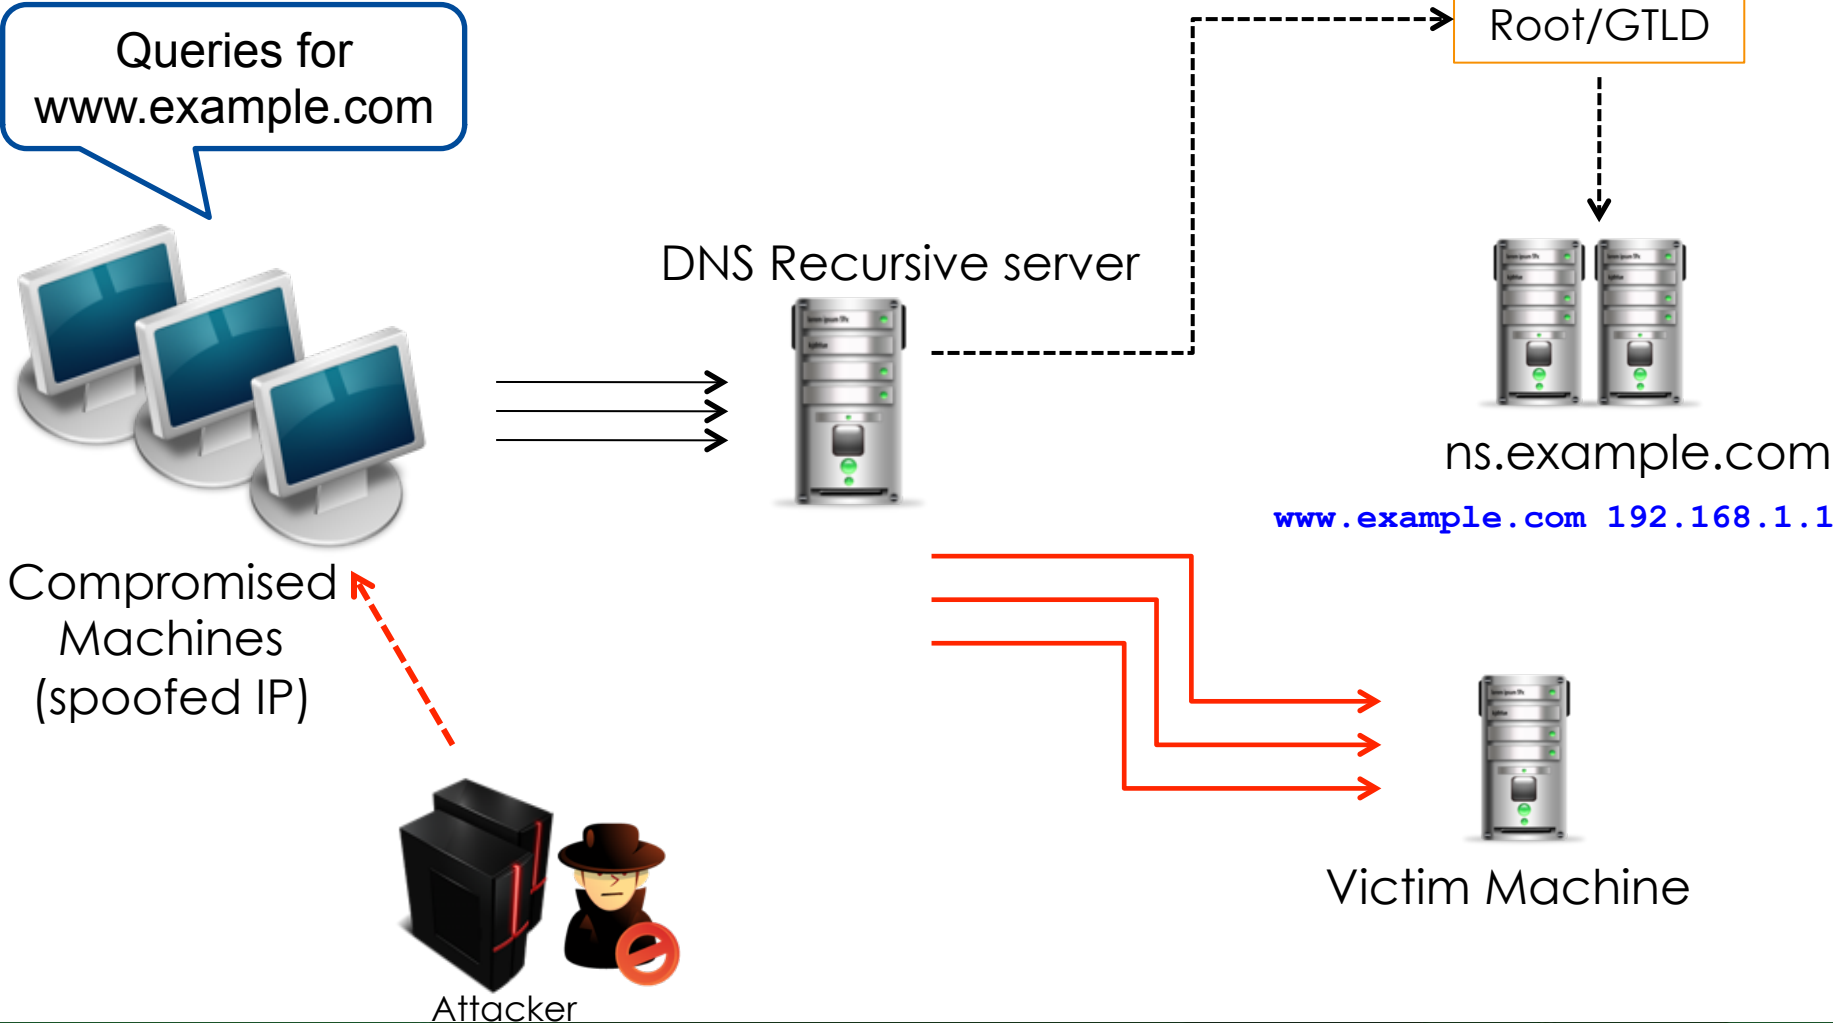 Queries for
www.example.com
Root/GTLD
DNS Recursive server
ns.example.com
www.example.com 192.168.1.1
Compromised
Machines
(spoofed IP)
Victim Machine
Attacker